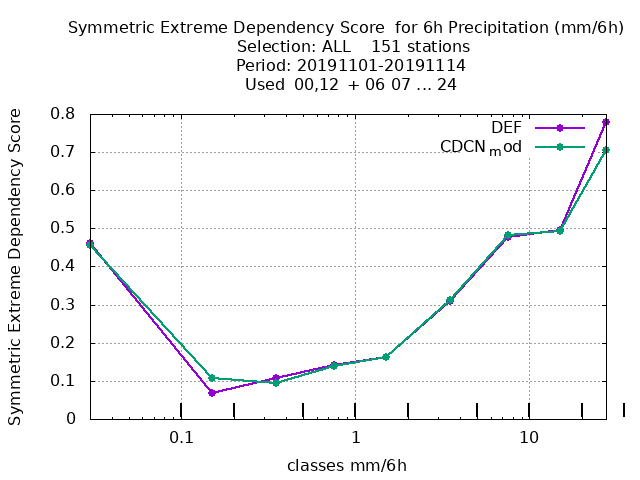 Symmetric Extreme Dependency Score  for 6h Precipitation (mm/6h)
Selection: ALL    151 stations
Period: 20191101-20191114
Used  00,12  + 06 07 ... 24
DEF
CDCN_mod
Symmetric Extreme Dependency Score
0.8
0.7
0.6
0.5
0.4
0.3
0.2
0.1
0
0.1 1 10
classes mm/6h